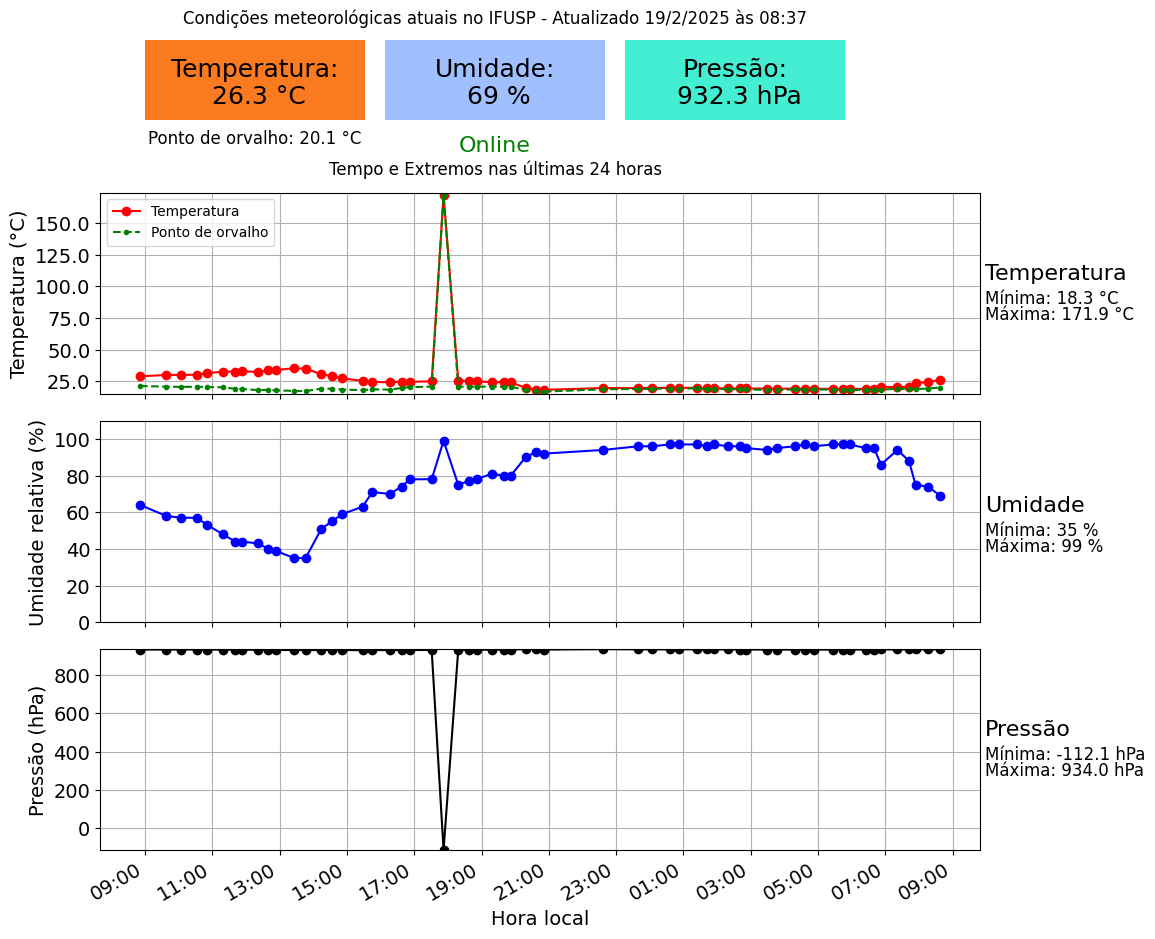 Condições meteorológicas atuais no IFUSP - Atualizado 19/2/2025 às 08:37
Temperatura:
26.3 °C
Umidade:
69 %
Pressão:
932.3 hPa
Ponto de orvalho: 20.1 °C
Online
Tempo e Extremos nas últimas 24 horas
Temperatura (°C)
150.0
125.0
100.0
75.0
50.0
25.0
Temperatura
Ponto de orvalho
Temperatura
Mínima: 18.3 °C
Máxima: 171.9 °C
Umidade relativa (%)
100
80
60
40
20
0
Umidade
Mínima: 35 %
Máxima: 99 %
Pressão (hPa)
800
600
400
200
0
Pressão
Mínima: -112.1 hPa
Máxima: 934.0 hPa
09:00 11:00 13:00 15:00 17:00 19:00 21:00 23:00 01:00 03:00 05:00 07:00 09:00
Hora local